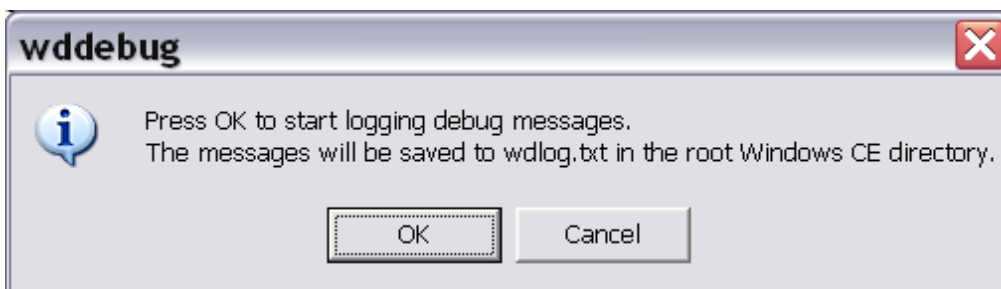 wddebug
Press OK to start logging debug messages.
The messages will be saved to wdlog.txt in the root Windows CE directory.
OK
Cancel